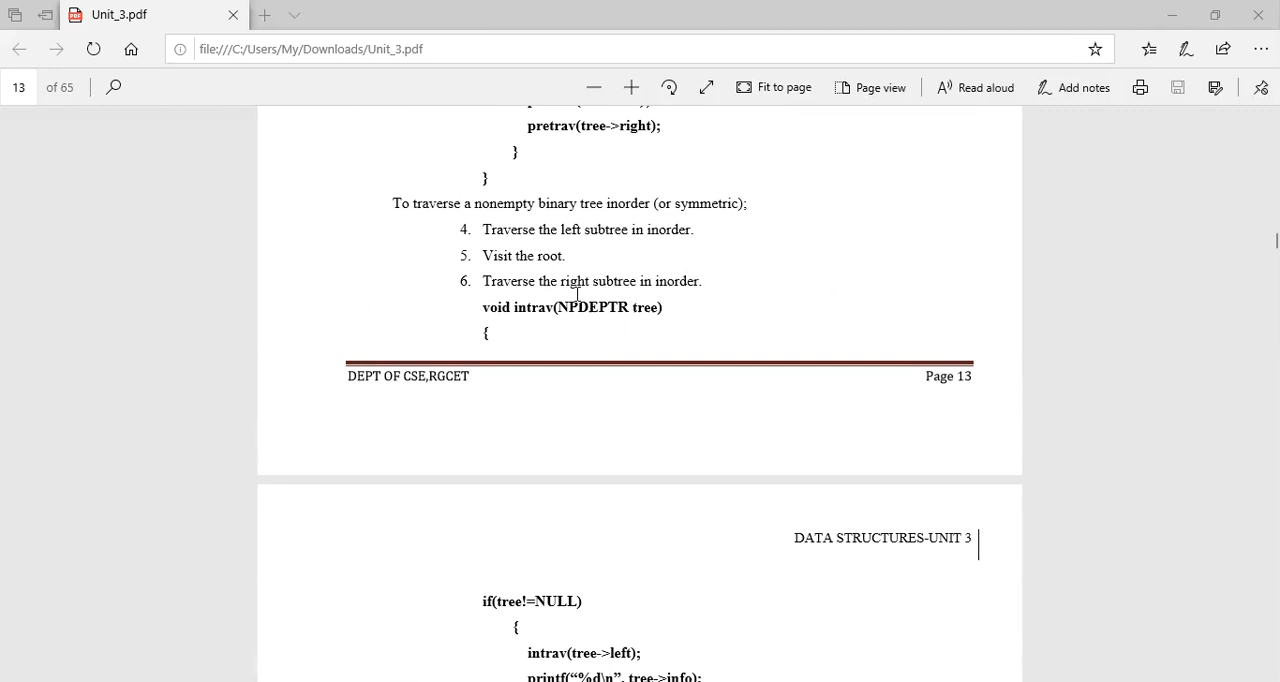 Unit_3.pdf
file:///C:/Users/My/Downloads/Unit_3.pdf
13 of 65 Fit to page Page view Read aloud Add notes
pretrav(tree->right);
}
}
To traverse a nonempty binary tree inorder (or symmetric);
4. Traverse the left subtree in inorder.
5. Visit the root.
6. Traverse the right subtree in inorder.
void intrav(NPDEPTR tree)
{
DEPT OF CSE,RGCET Page 13
DATA STRUCTURES-UNIT 3
if(tree!=NULL)
{
intrav(tree->left);
printf(“%d\n”, tree->info);